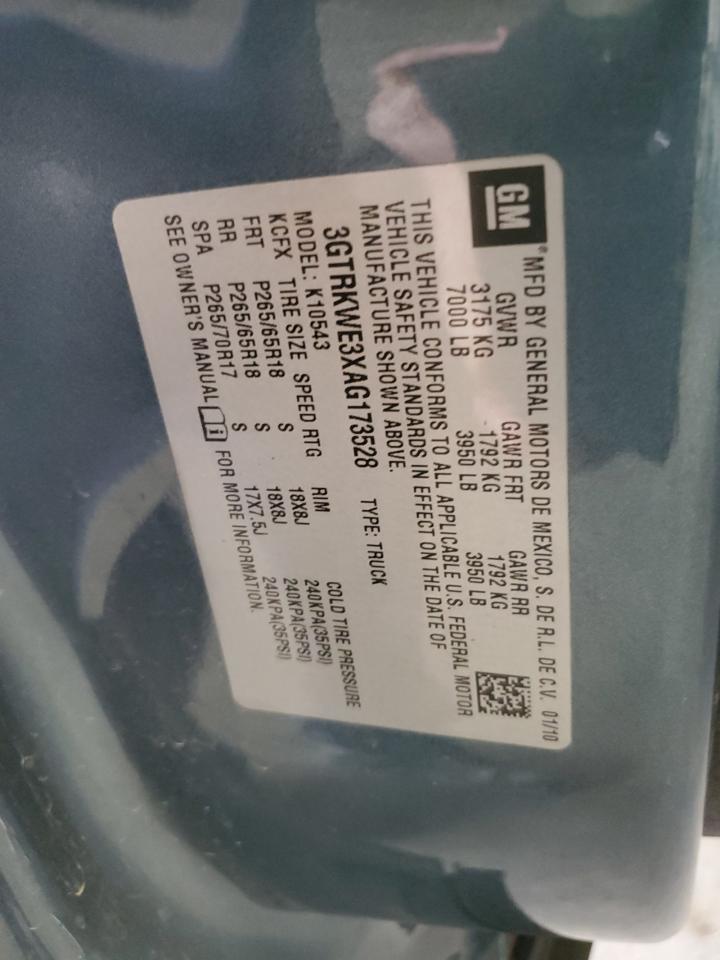 GM
®MFD BY GENERAL MOTORS DE MEXICO, S. DE R.L. DE C.V. 01/10
GVWR GAWR FRT GAWR RR
3175 KG 1792 KG 1792 KG
7000 LB 3950 LB 3950 LB
THIS VEHICLE CONFORMS TO ALL APPLICABLE U.S. FEDERAL MOTOR
VEHICLE SAFETY STANDARDS IN EFFECT ON THE DATE OF
MANUFACTURE SHOWN ABOVE.
3GTRKWE3XAG173528 TYPE: TRUCK
MODEL: K10543
KCFX TIRE SIZE SPEED RTG RIM COLD TIRE PRESSURE
FRT P265/65R18 S 18X8J 240KPA(35PSI)
RR P265/65R18 S 18X8J 240KPA(35PSI)
SPA P265/70R17 S 17X7.5J 240KPA(35PSI)
SEE OWNER'S MANUAL FOR MORE INFORMATION.